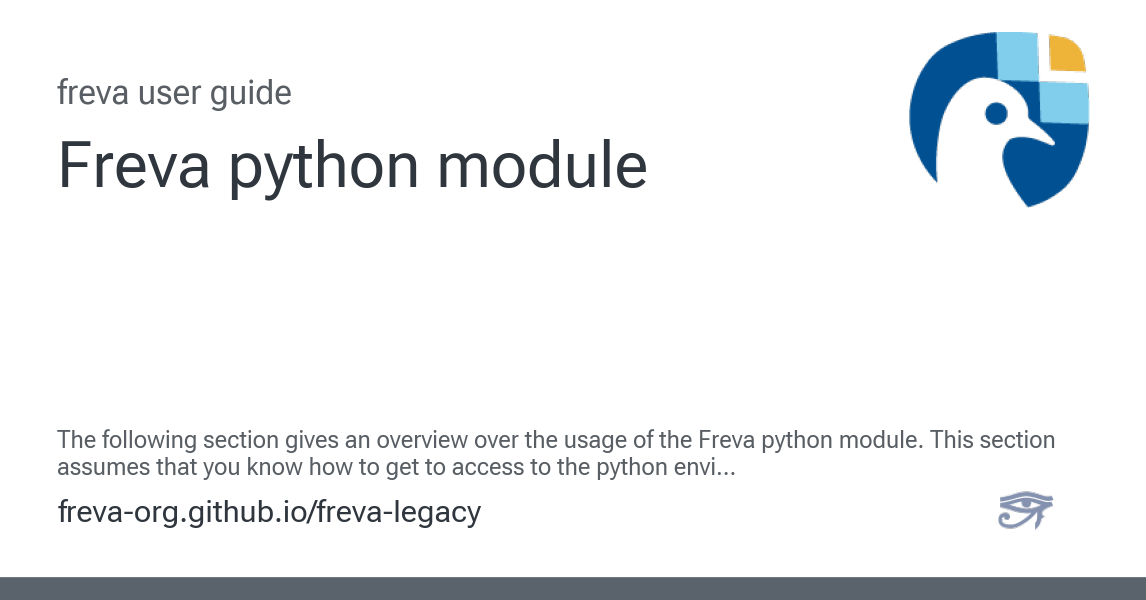 freva user guide
Freva python module
The following section gives an overview over the usage of the Freva python module. This section
assumes that you know how to get to access to the python envi...
freva-org.github.io/freva-legacy